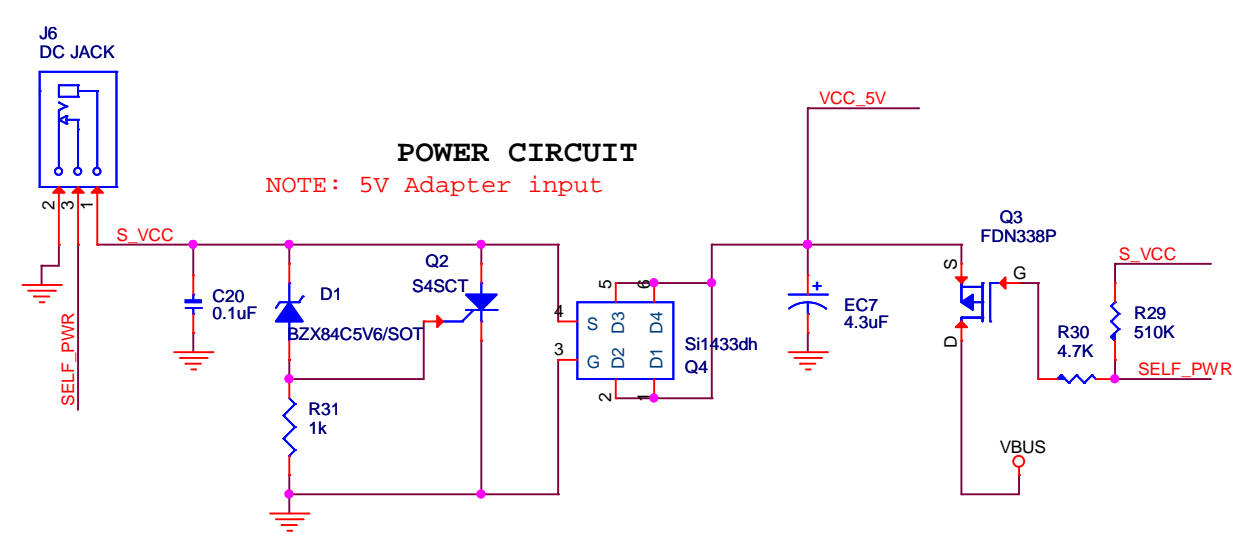 J6
DC JACK
2
3
1
S_VCC
SELF_PWR
POWER CIRCUIT
NOTE: 5V Adapter input
C20
0.1uF
D1
BZX84C5V6/SOT
R31
1k
Q2
S4SCT
4
3
5
6
S
G
D3
D4
D2
D1
2
1
Si1433dh
Q4
VCC_5V
+
EC7
4.3uF
Q3
FDN338P
S
G
D
VBUS
R30
4.7K
S_VCC
R29
510K
SELF_PWR